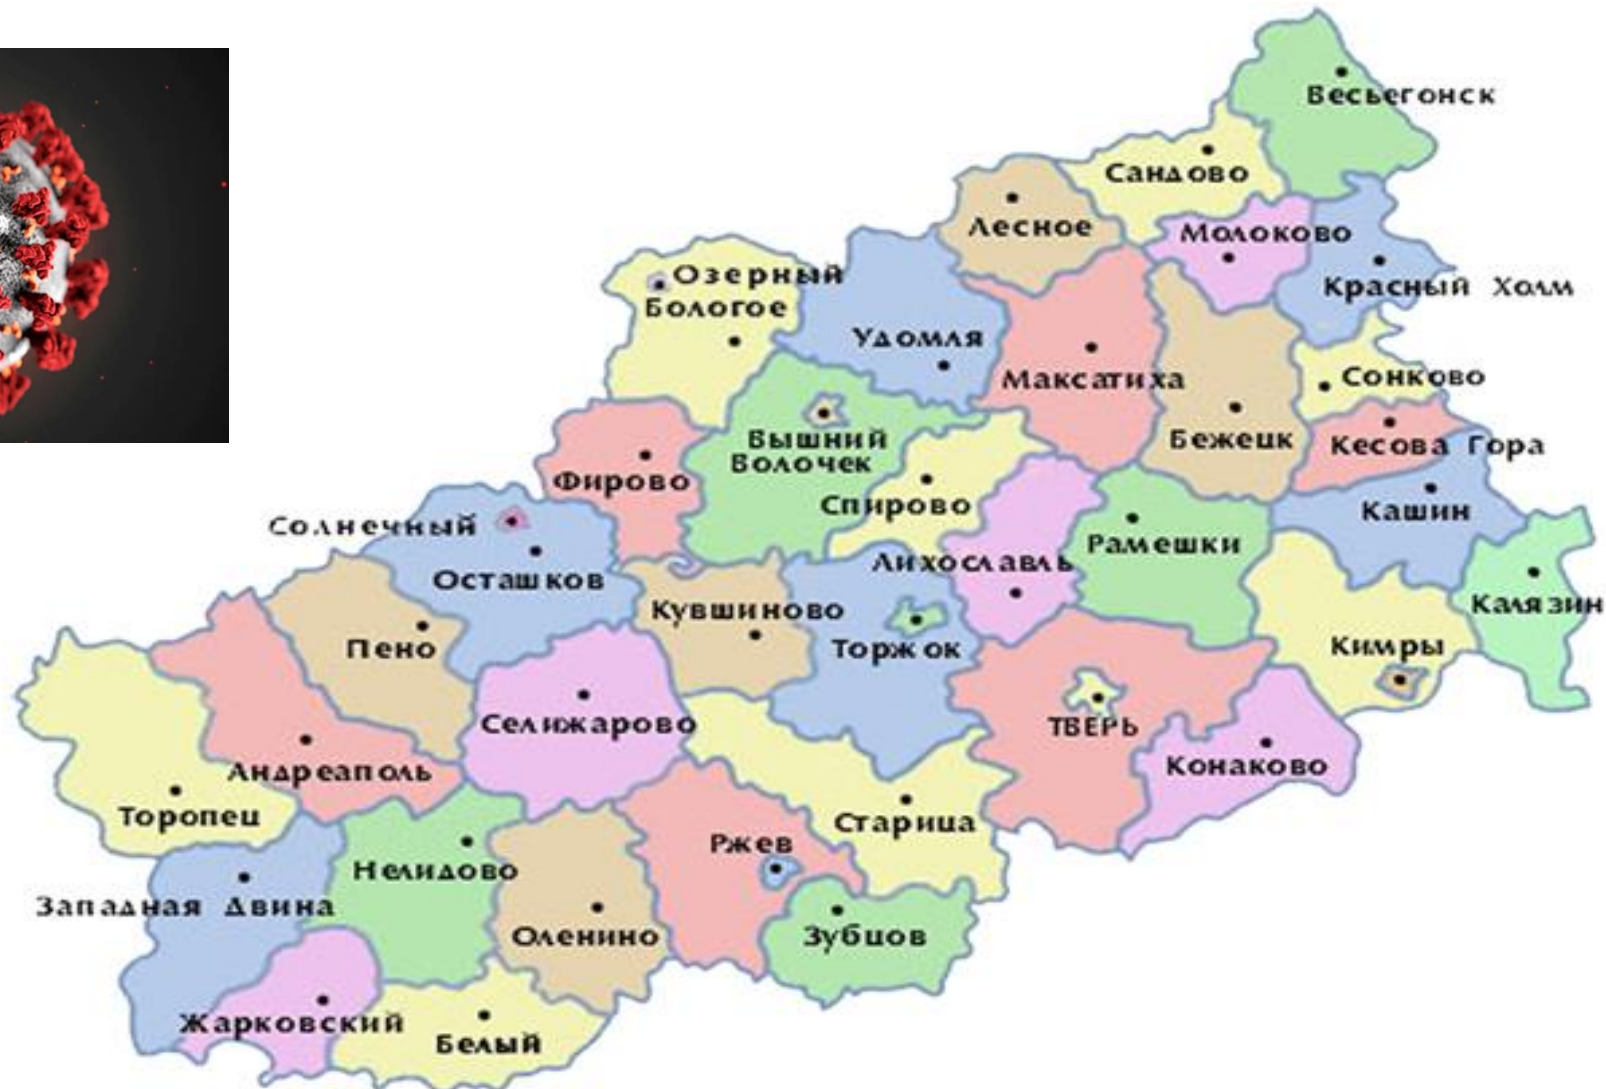 Весьегонск
Сандово
Лесное
Молоково
Озерный
Красный Холм
Бологое
Удомля
Максатиха
Сонково
Вышний
Волочек
Бежецк
Кесова Гора
Фирово
Спирово
Кашин
Солнечный
Рамешки
Лихославль
Осташков
Калязин
Кувшиново
Пено
Торжок
Кимры
Селижарово
ТВЕРЬ
Конаково
Андреаполь
Торопец
Старица
Ржев
Нелидово
Западная Двина
Оленино
Зубцов
Жарковский
Белый